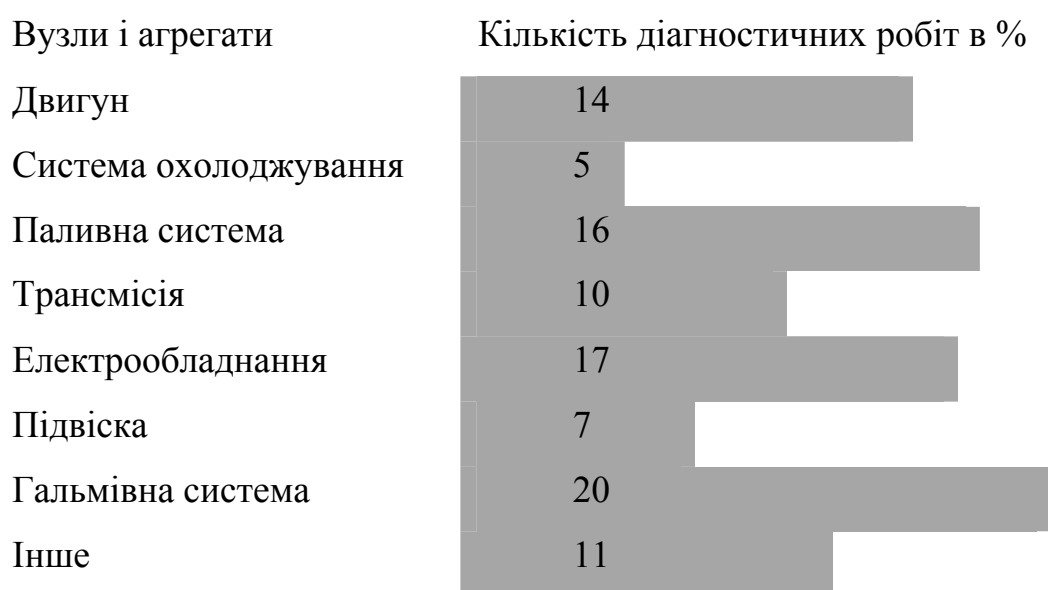 Вузли і агрегати Кількість діагностичних робіт в %
Двигун 14
Система охолоджування 5
Паливна система 16
Трансмісія 10
Електрообладнання 17
Підвіска 7
Гальмівна система 20
Інше 11